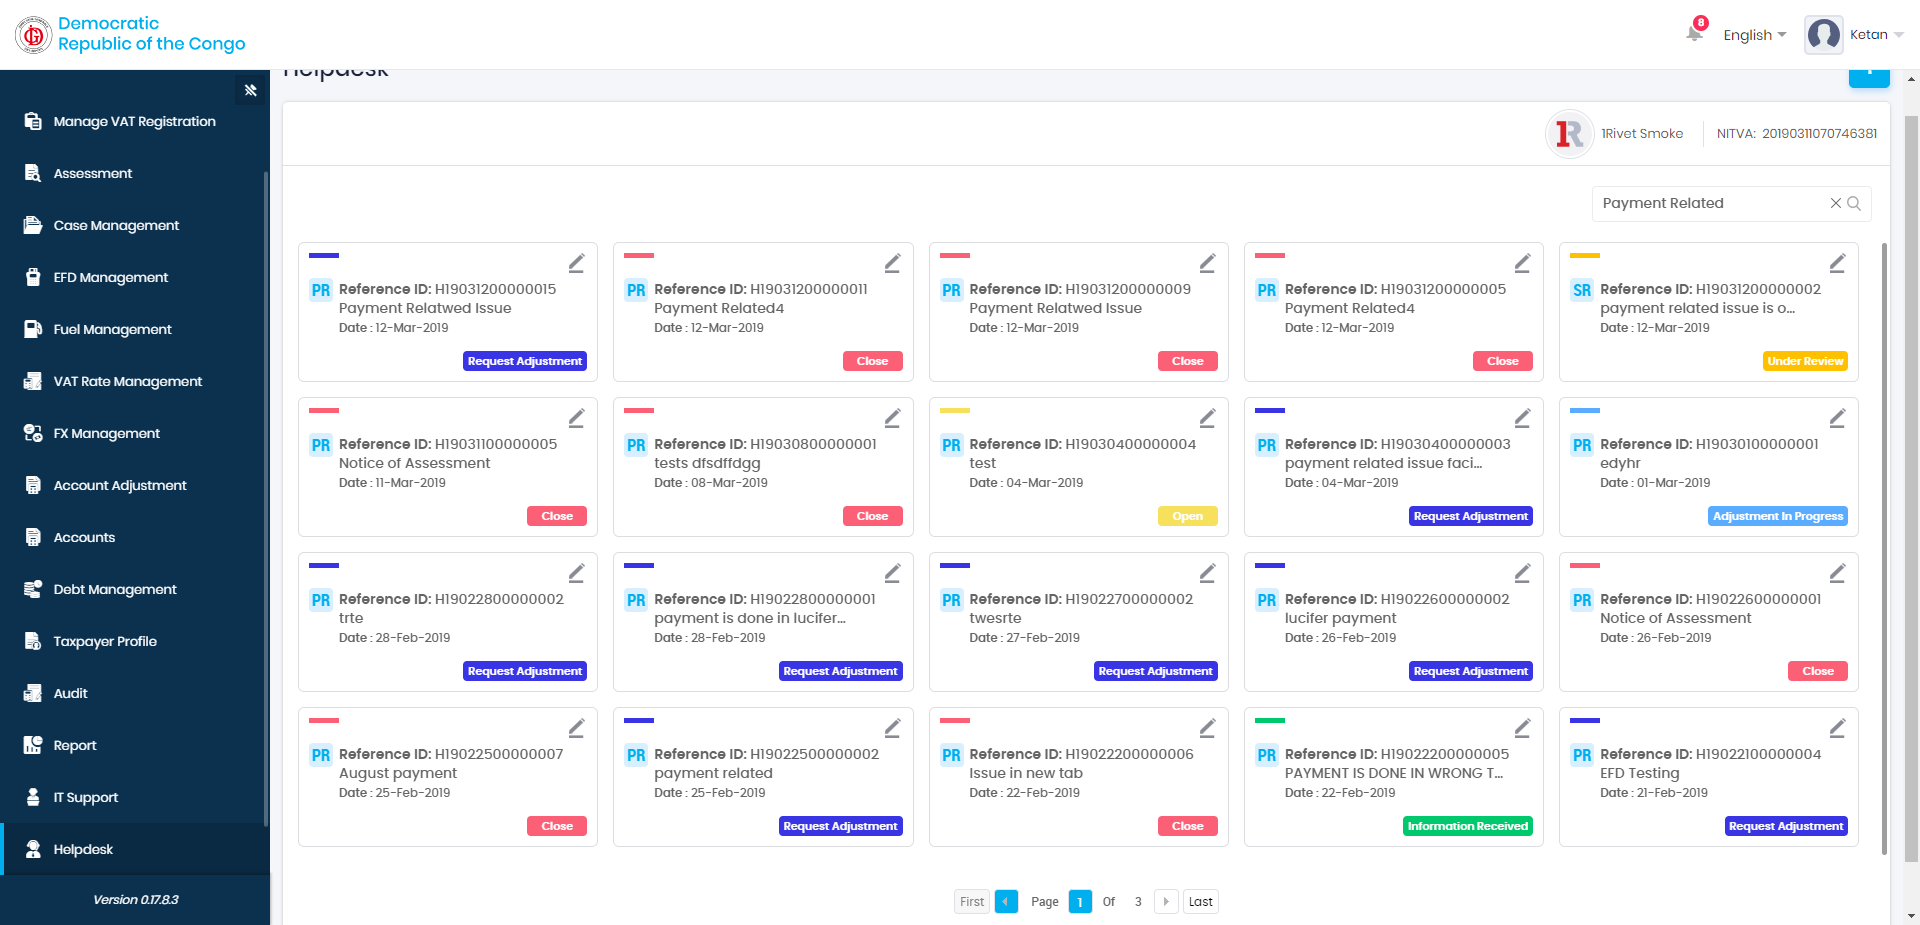 Democratic
Republic of the Congo
8
English
Ketan
Helpdesk
Manage VAT Registration
Assessment
Case Management
EFD Management
Fuel Management
VAT Rate Management
FX Management
Account Adjustment
Accounts
Debt Management
Taxpayer Profile
Audit
Report
IT Support
Helpdesk
Version 0.17.8.3
1R 1Rivet Smoke NITVA: 20190311070746381
Payment Related
PR Reference ID: H19031200000015
Payment Relatwed Issue
Date : 12-Mar-2019
Request Adjustment
PR Reference ID: H19031200000011
Payment Related4
Date : 12-Mar-2019
Close
PR Reference ID: H19031200000009
Payment Relatwed Issue
Date : 12-Mar-2019
Close
PR Reference ID: H19031200000005
Payment Related4
Date : 12-Mar-2019
Close
SR Reference ID: H19031200000002
payment related issue is o...
Date : 12-Mar-2019
Under Review
PR Reference ID: H19031100000005
Notice of Assessment
Date : 11-Mar-2019
Close
PR Reference ID: H19030800000001
tests dfsdffdgg
Date : 08-Mar-2019
Close
PR Reference ID: H19030400000004
test
Date : 04-Mar-2019
Open
PR Reference ID: H19030400000003
payment related issue faci...
Date : 04-Mar-2019
Request Adjustment
PR Reference ID: H19030100000001
edyhr
Date : 01-Mar-2019
Adjustment In Progress
PR Reference ID: H19022800000002
trte
Date : 28-Feb-2019
Request Adjustment
PR Reference ID: H19022800000001
payment is done in lucifer...
Date : 28-Feb-2019
Request Adjustment
PR Reference ID: H19022700000002
twesrte
Date : 27-Feb-2019
Request Adjustment
PR Reference ID: H19022600000002
lucifer payment
Date : 26-Feb-2019
Request Adjustment
PR Reference ID: H19022600000001
Notice of Assessment
Date : 26-Feb-2019
Close
PR Reference ID: H19022500000007
August payment
Date : 25-Feb-2019
Close
PR Reference ID: H19022500000002
payment related
Date : 25-Feb-2019
Request Adjustment
PR Reference ID: H19022200000006
Issue in new tab
Date : 22-Feb-2019
Close
PR Reference ID: H19022200000005
PAYMENT IS DONE IN WRONG T...
Date : 22-Feb-2019
Information Received
PR Reference ID: H19022100000004
EFD Testing
Date : 21-Feb-2019
Request Adjustment
First Page 1 Of 3 Last